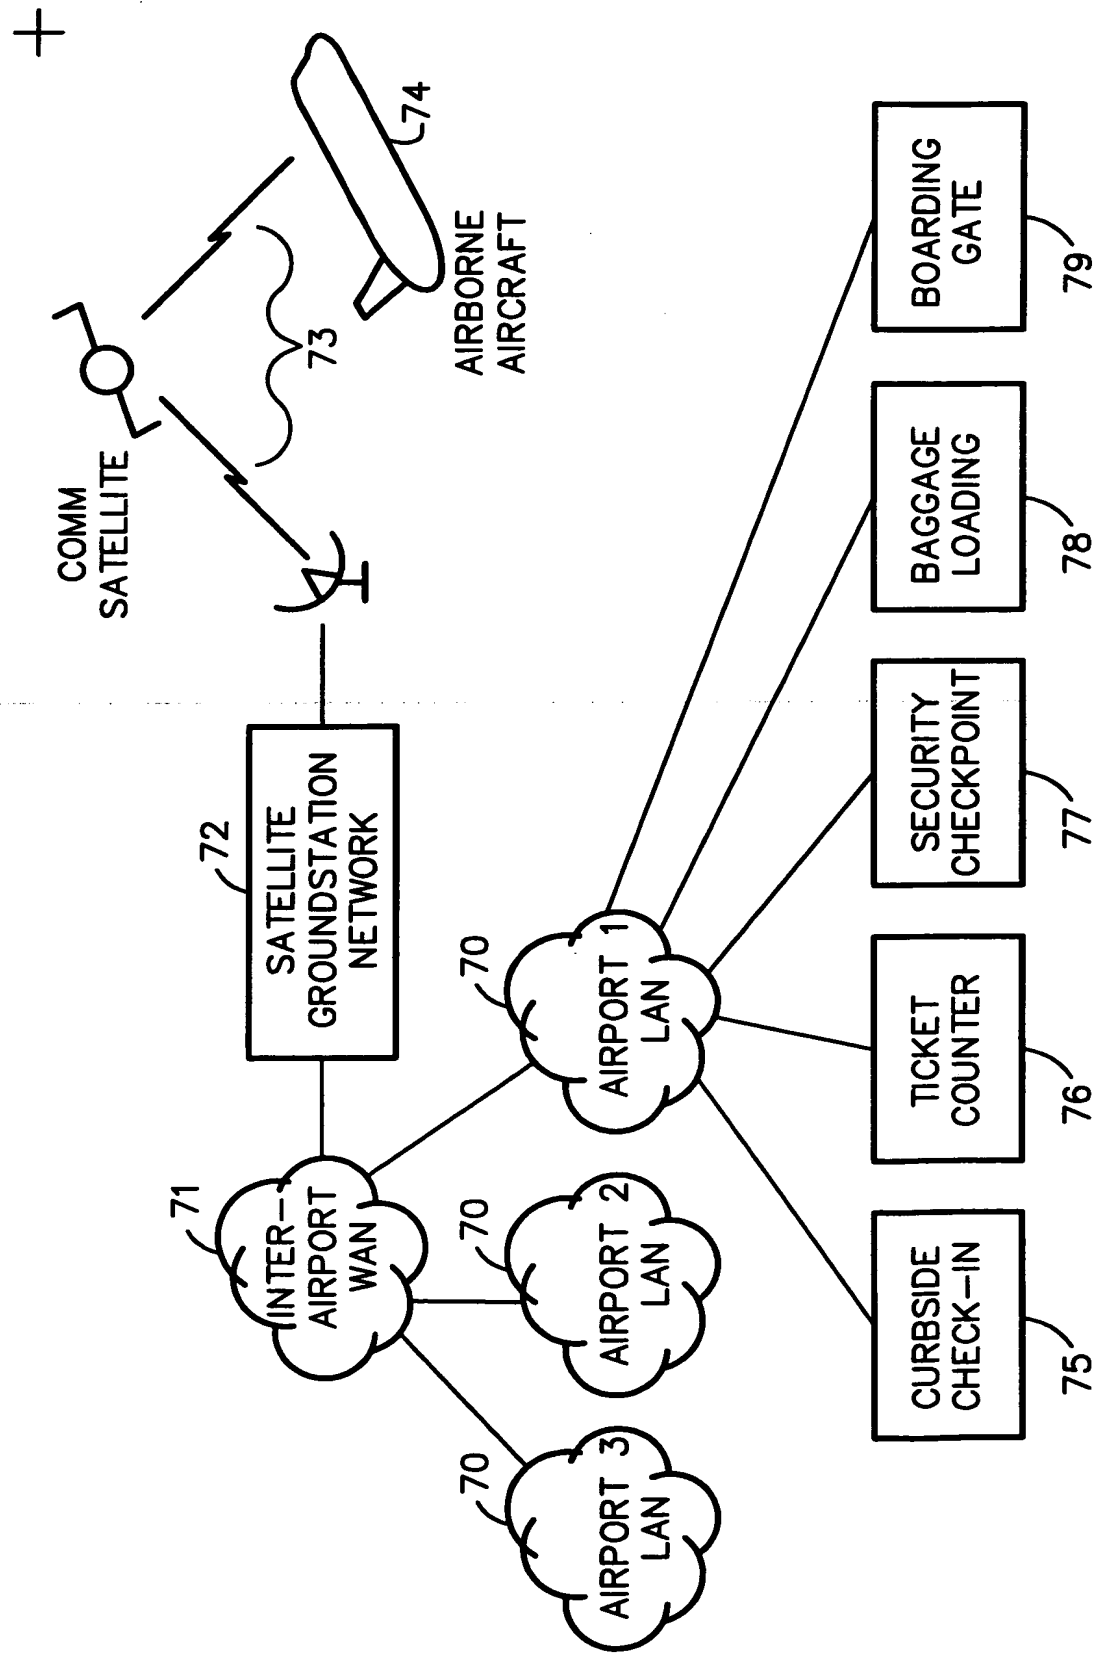 COMM
SATELLITE
73
74
AIRBORNE
AIRCRAFT
72
SATELLITE
GROUNDSTATION
NETWORK
71
INTER-
AIRPORT
WAN
70
AIRPORT 3
LAN
70
AIRPORT 2
LAN
70
AIRPORT 1
LAN
CURBSIDE
CHECK-IN
75
TICKET
COUNTER
76
SECURITY
CHECKPOINT
77
BAGGAGE
LOADING
78
BOARDING
GATE
79